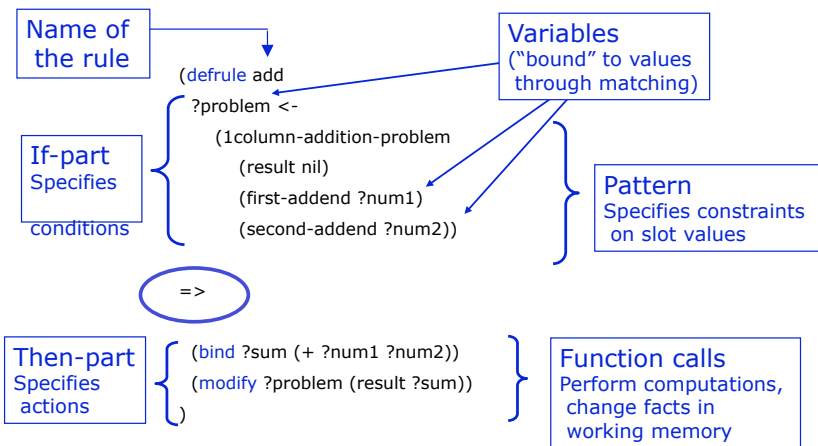 Name of
the rule
Variables
("bound" to values
through matching)
(defrule add
?problem <-
(1column-addition-problem
(result nil)
(first-addend ?num1)
(second-addend ?num2))
If-part
Specifies
conditions
Pattern
Specifies constraints
on slot values
=>
Then-part
Specifies
actions
(bind ?sum (+ ?num1 ?num2))
(modify ?problem (result ?sum))
)
Function calls
Perform computations,
change facts in
working memory